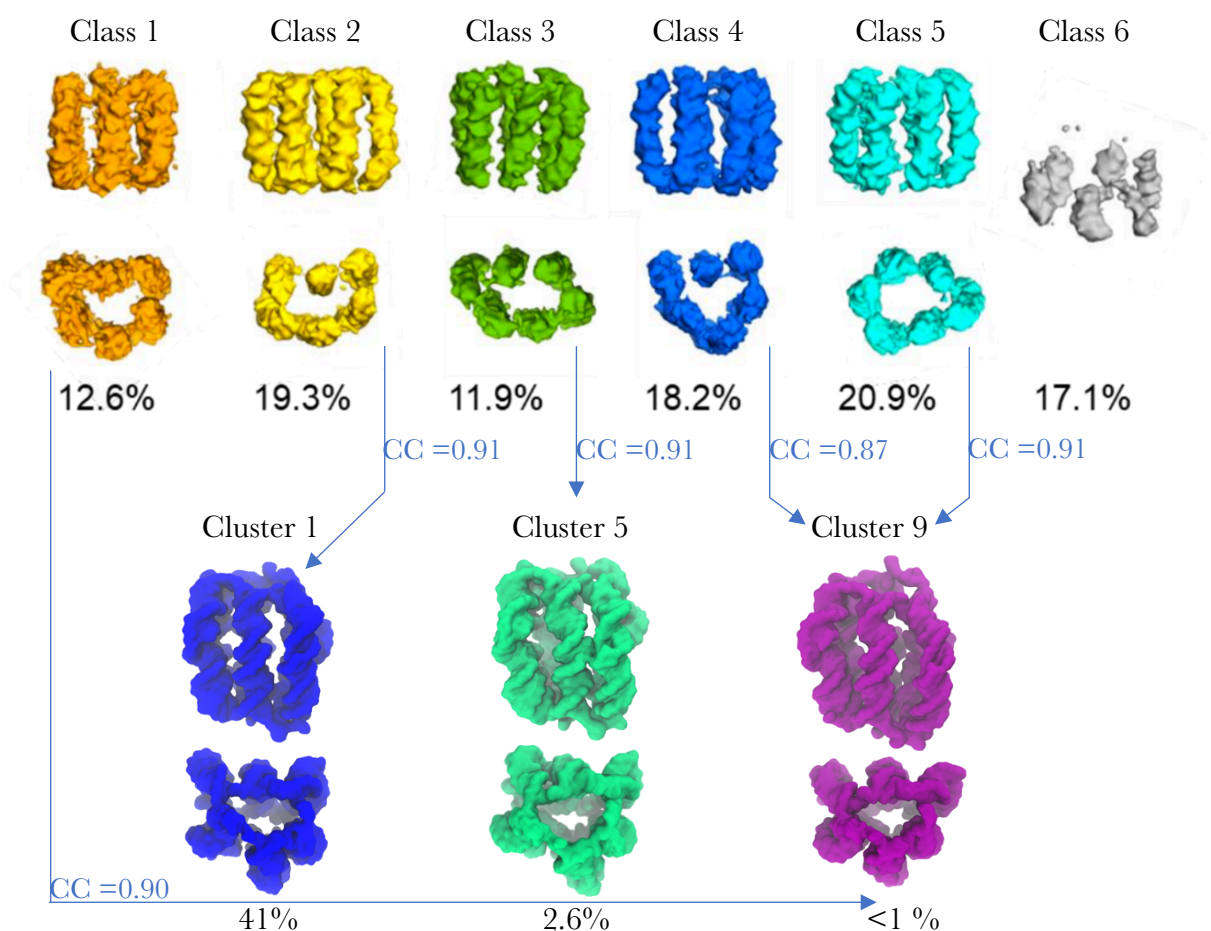 Class 1 Class 2 Class 3 Class 4 Class 5 Class 6
12.6% 19.3% 11.9% 18.2% 20.9% 17.1%
CC =0.91 CC =0.91 CC =0.87 CC =0.91
Cluster 1 Cluster 5 Cluster 9
CC =0.90
41% 2.6% <1 %